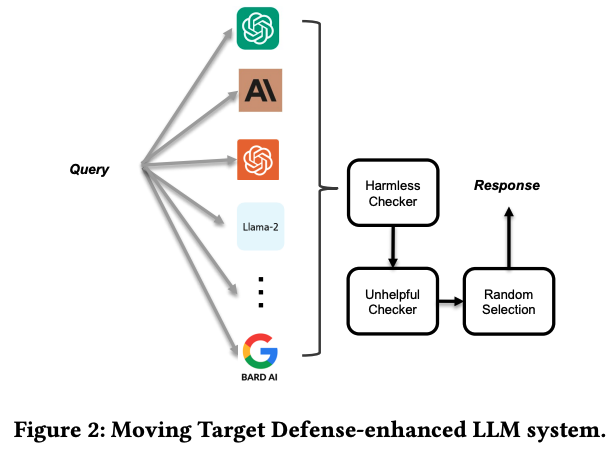 Query
AI
Llama-2
BARD AI
Harmless
Checker
Unhelpful
Checker
Random
Selection
Response
Figure 2: Moving Target Defense-enhanced LLM system.